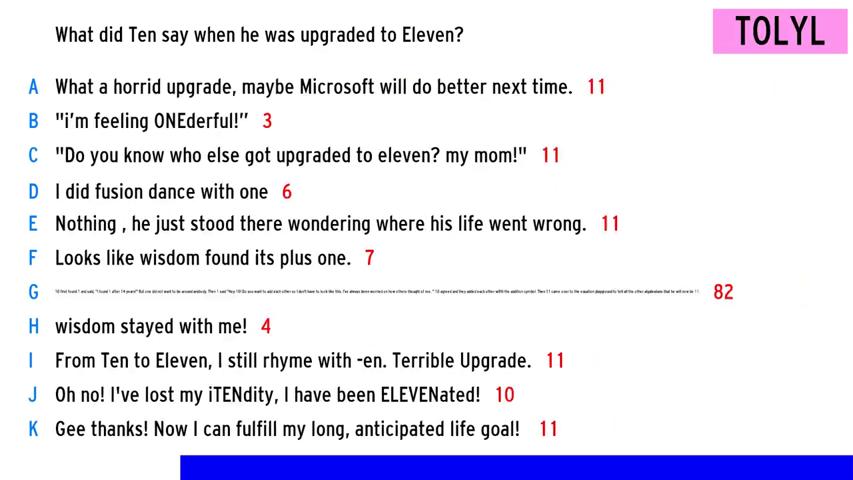 What did Ten say when he was upgraded to Eleven?
TOLYL
A What a horrid upgrade, maybe Microsoft will do better next time. 11
B "i’m feeling ONEderful!” 3
C "Do you know who else got upgraded to eleven? my mom!" 11
D I did fusion dance with one 6
E Nothing , he just stood there wondering where his life went wrong. 11
F Looks like wisdom found its plus one. 7
G 82
H wisdom stayed with me! 4
I From Ten to Eleven, I still rhyme with -en. Terrible Upgrade. 11
J Oh no! I've lost my iTENdity, I have been ELEVENated! 10
K Gee thanks! Now I can fulfill my long, anticipated life goal! 11